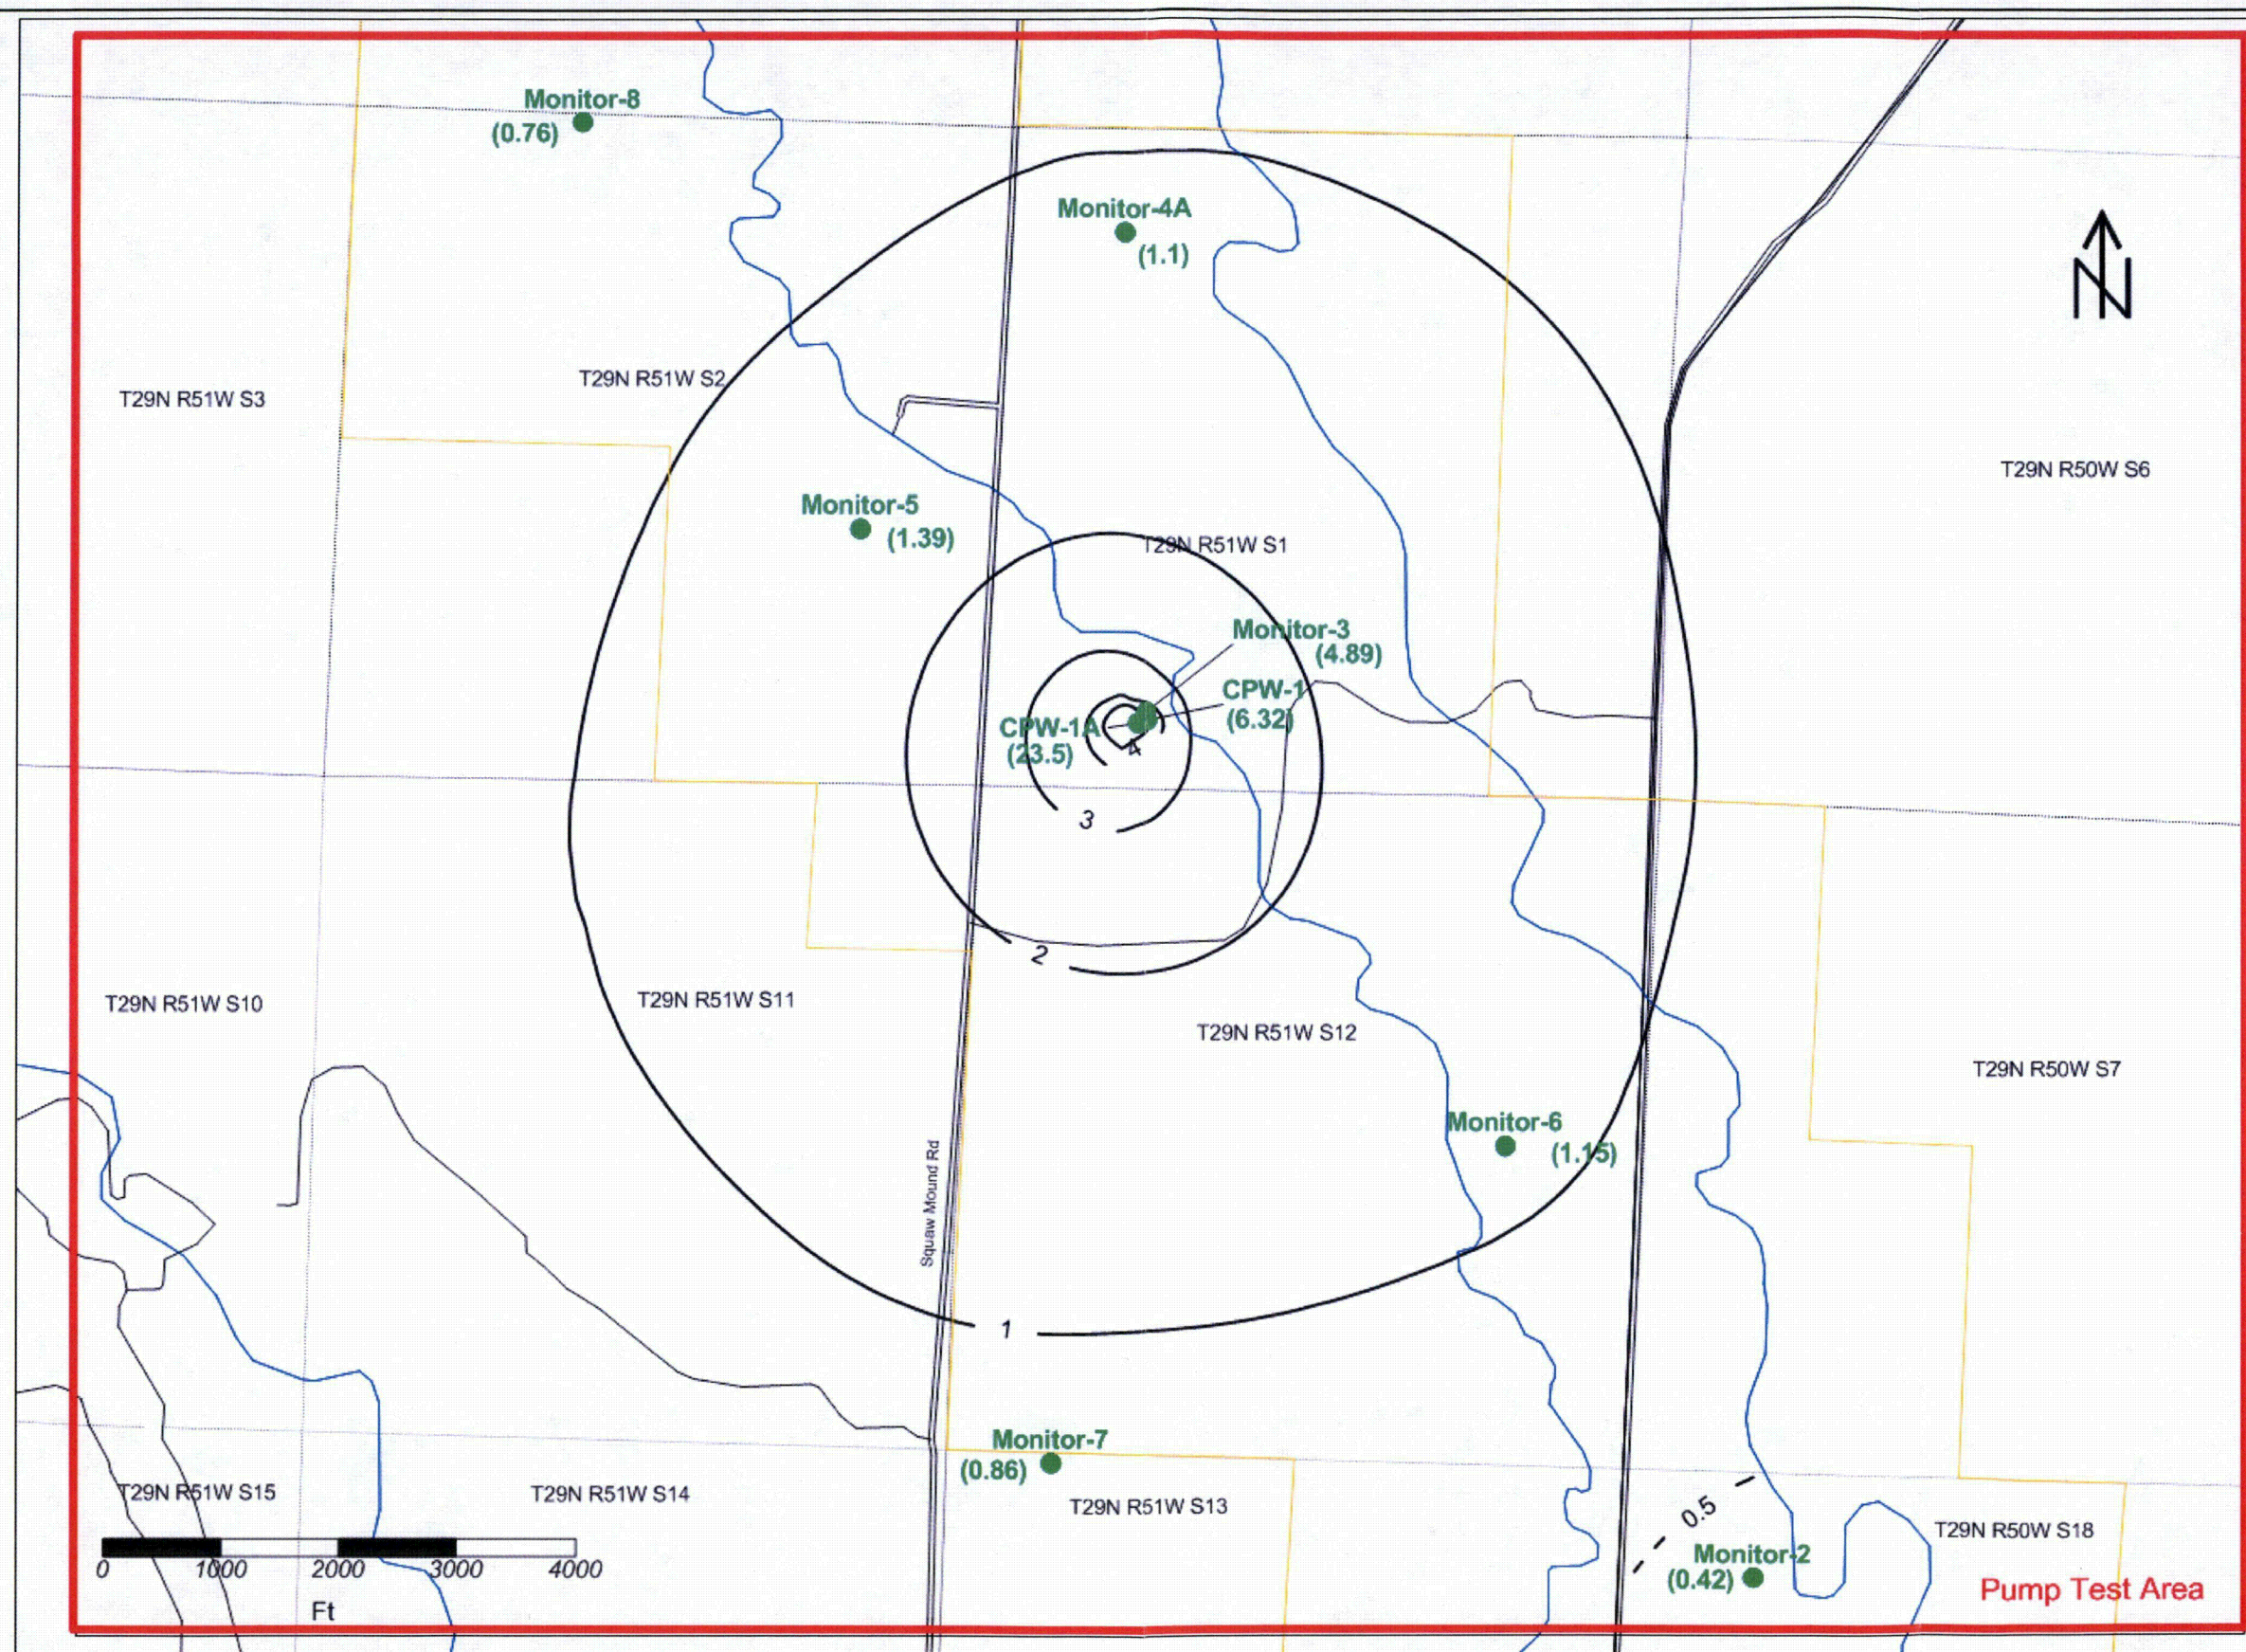 Monitor-8
(0.76)
Monitor-4A
(1.1)
N
T29N R51W S3
T29N R51W S2
T29N R50W S6
Monitor-5
(1.39)
T29N R51W S1
Monitor-3
(4.89)
CPW-1
(6.32)
CPW-1A
(23.5)
4
3
2
T29N R51W S10
T29N R51W S11
T29N R51W S12
T29N R50W S7
Monitor-6
(1.15)
Squaw Mound Rd
1
Monitor-7
(0.86)
T29N R51W S15
T29N R51W S14
T29N R51W S13
0.5
T29N R50W S18
Monitor-2
(0.42)
0 1000 2000 3000 4000
Ft
Pump Test Area